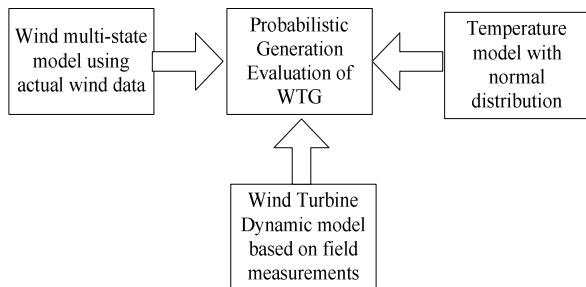 Wind multi-state
model using
actual wind data
Probabilistic
Generation
Evaluation of
WTG
Temperature
model with
normal
distribution
Wind Turbine
Dynamic model
based on field
measurements